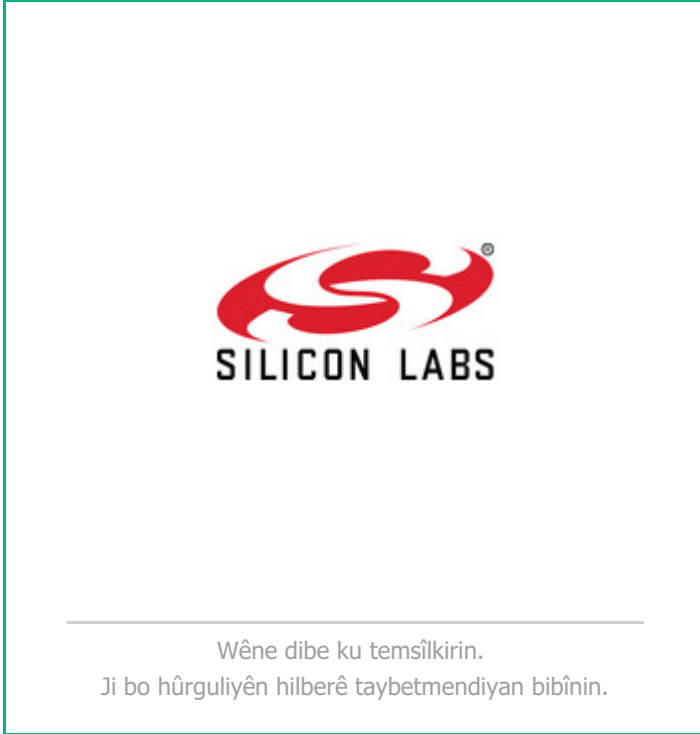 SILICON LABS
Wêne dibe ku temsîlkirin.
Ji bo hûrguliyên hilberê taybetmendiyan bibînin.